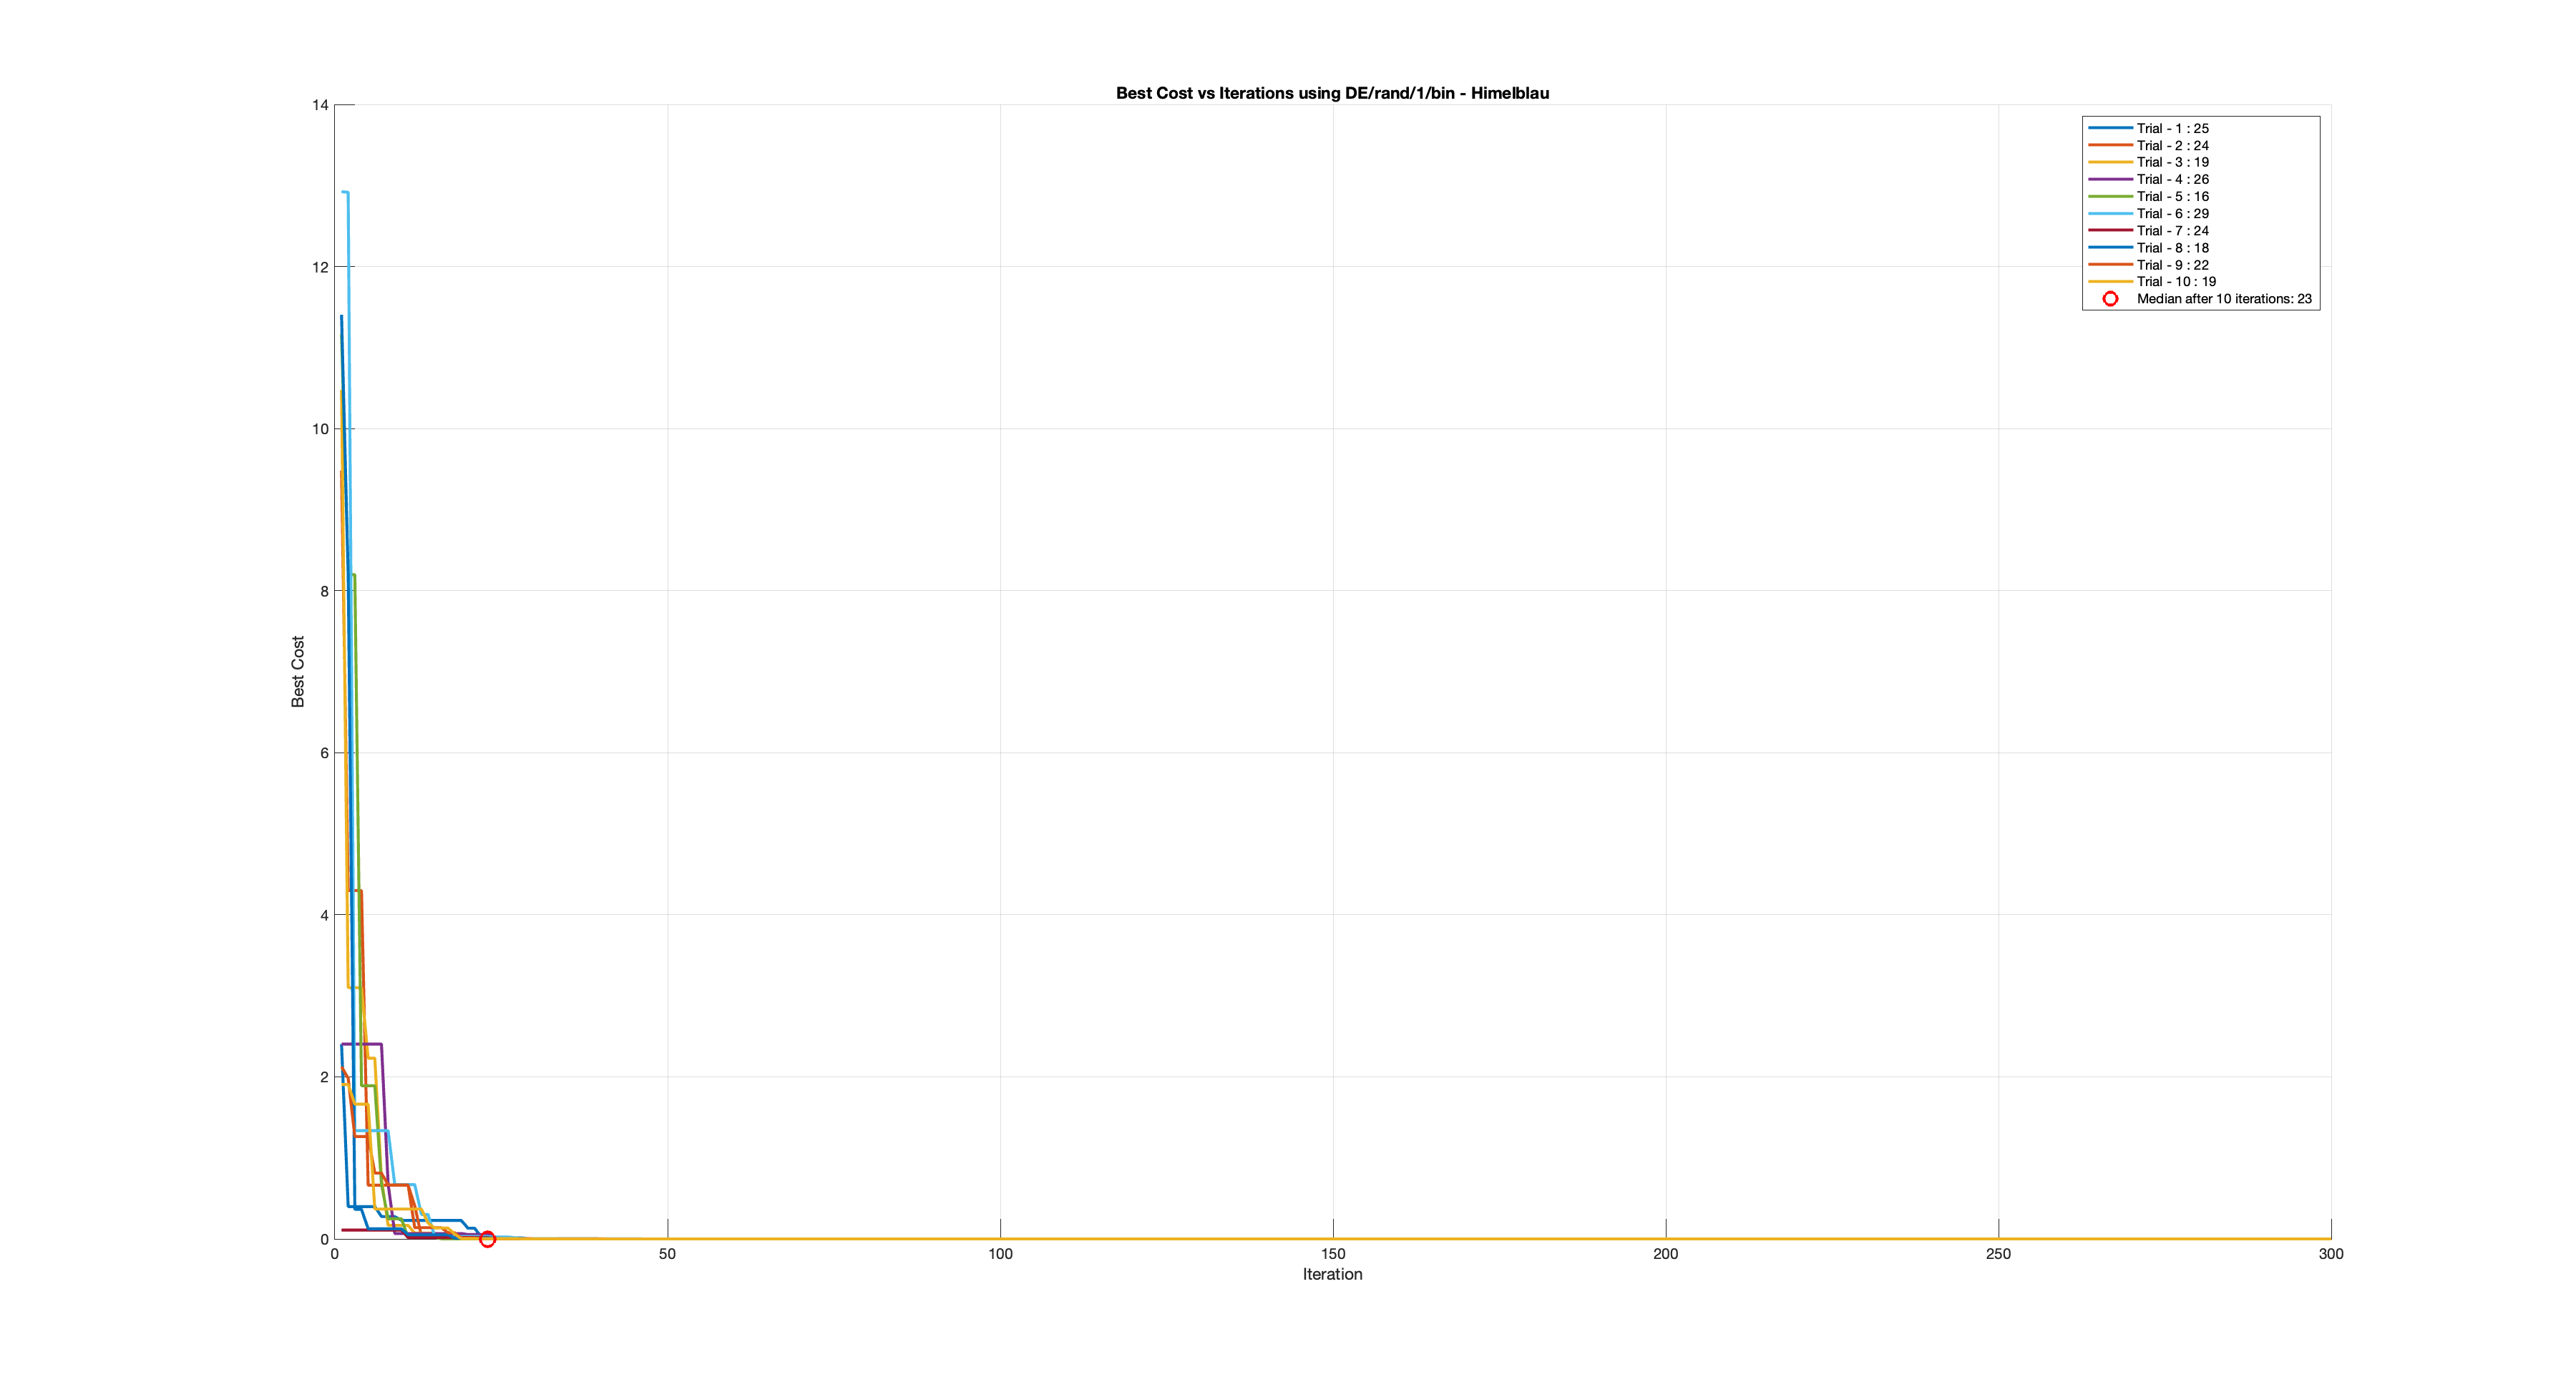 Best Cost vs Iterations using DE/rand/1/bin - Himelblau
14
12
10
8
6
4
2
0
Best Cost
0 50 100 150 200 250 300
Iteration
Trial - 1 : 25
Trial - 2 : 24
Trial - 3 : 19
Trial - 4 : 26
Trial - 5 : 16
Trial - 6 : 29
Trial - 7 : 24
Trial - 8 : 18
Trial - 9 : 22
Trial - 10 : 19
Median after 10 iterations: 23